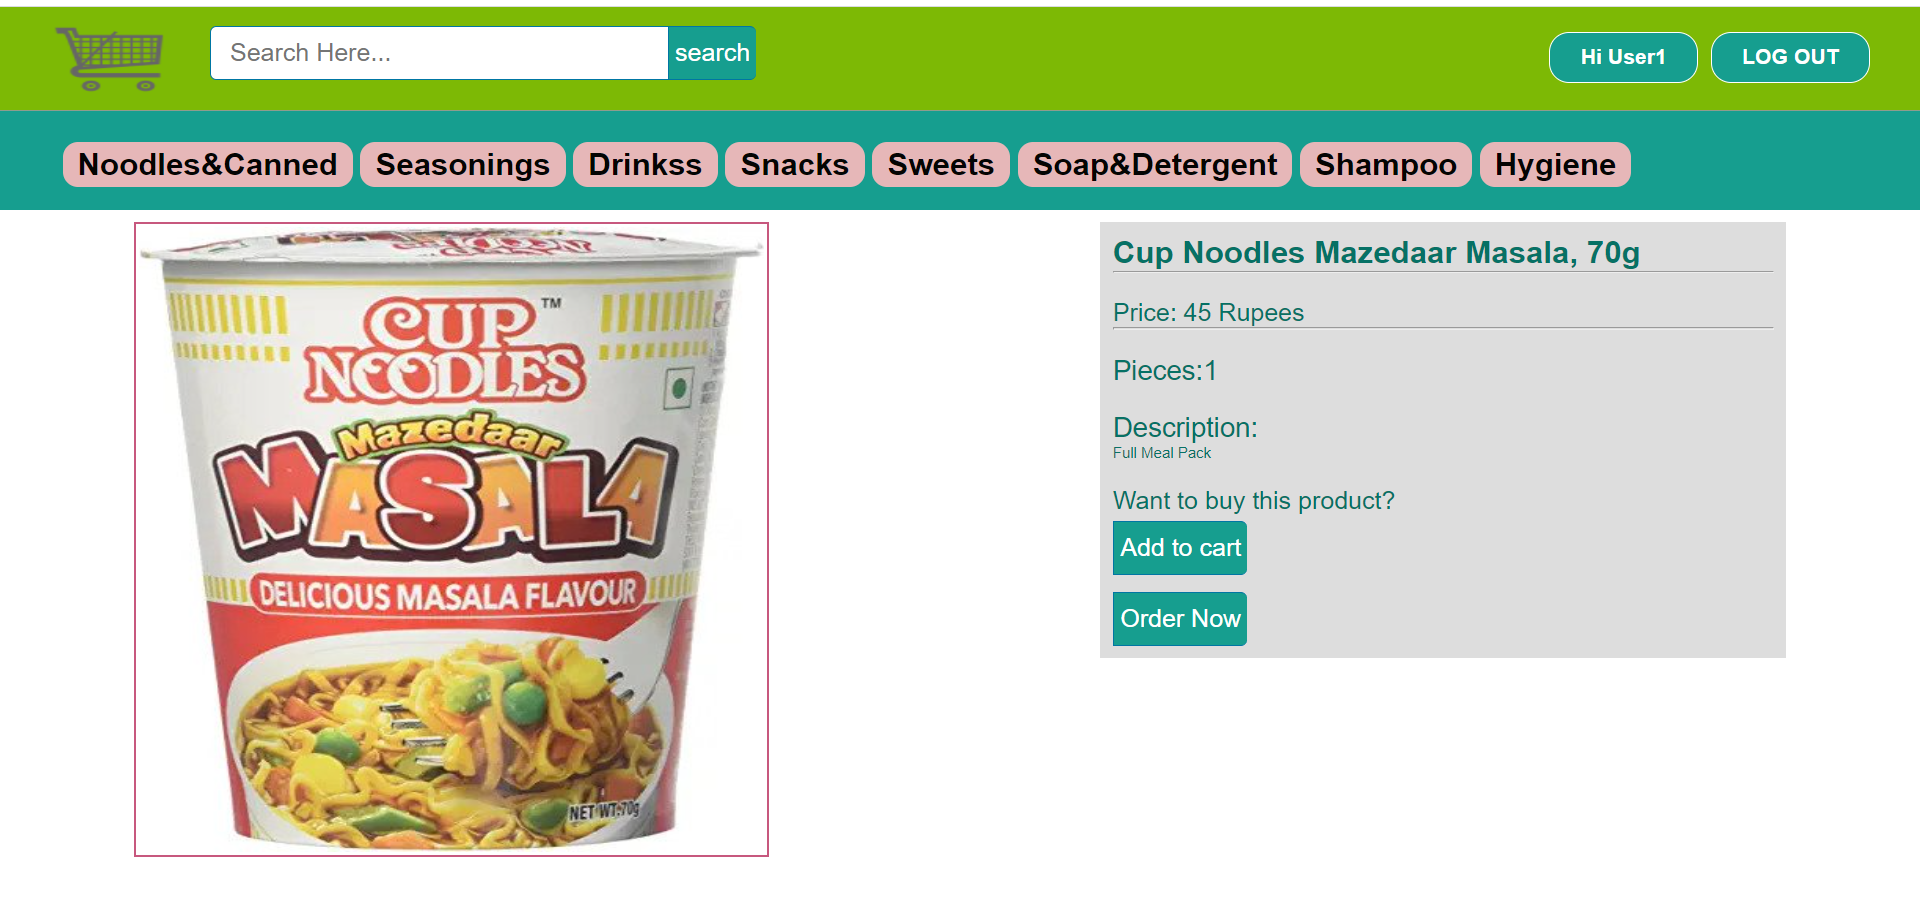 Search Here...
search
Hi User1
LOG OUT
Noodles&Canned
Seasonings
Drinkss
Snacks
Sweets
Soap&Detergent
Shampoo
Hygiene
CUP
NOODLES
TM
Mazedaar
MASALA
DELICIOUS MASALA FLAVOUR
NET WT.70g
Cup Noodles Mazedaar Masala, 70g
Price: 45 Rupees
Pieces:1
Description:
Full Meal Pack
Want to buy this product?
Add to cart
Order Now